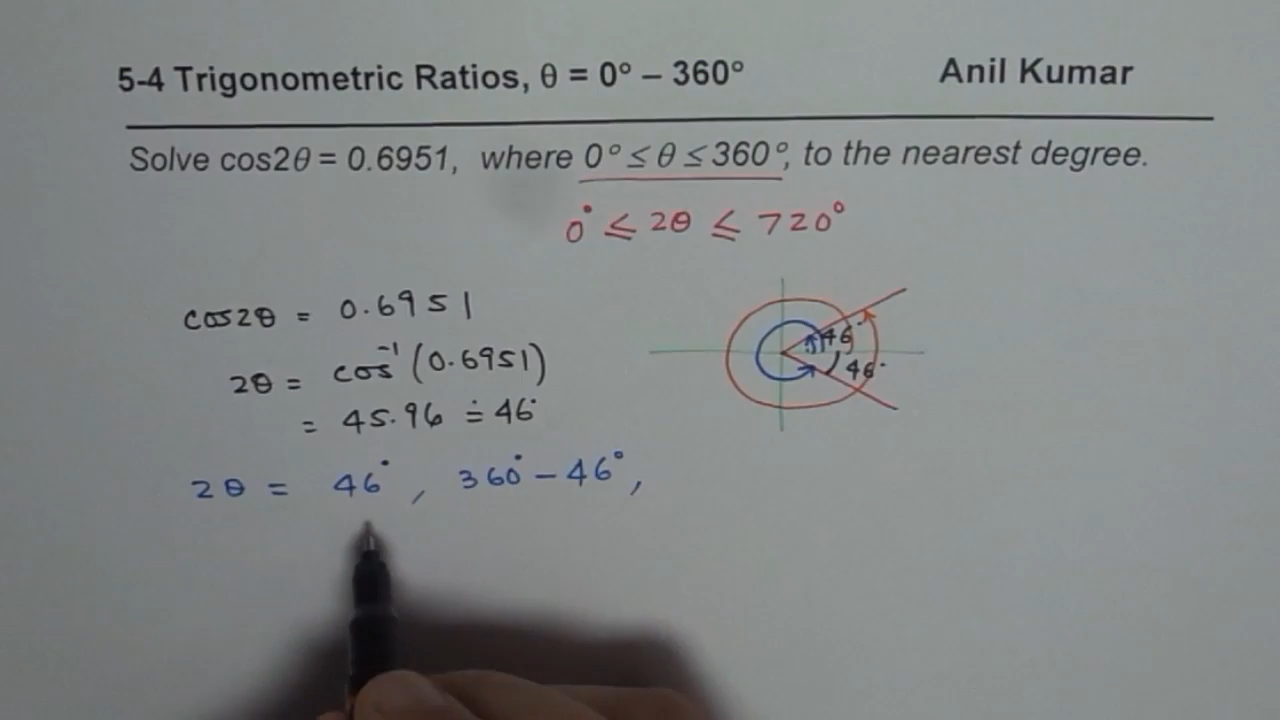 5-4 Trigonometric Ratios, θ = 0° – 360° Anil Kumar
Solve cos2θ = 0.6951, where 0° ≤ θ ≤ 360°, to the nearest degree.
0° ≤ 2θ ≤ 720°
cos2θ = 0.6951
2θ = cos⁻¹(0.6951)
= 45.96 ≐ 46°
46°
46°
2θ = 46°, 360° – 46°,